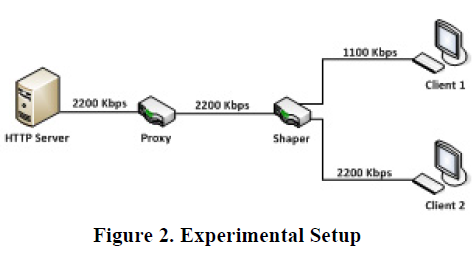 1100 Kbps
Client 1
2200 Kbps
2200 Kbps
HTTP Server
Proxy
Shaper
2200 Kbps
Client 2
Figure 2. Experimental Setup